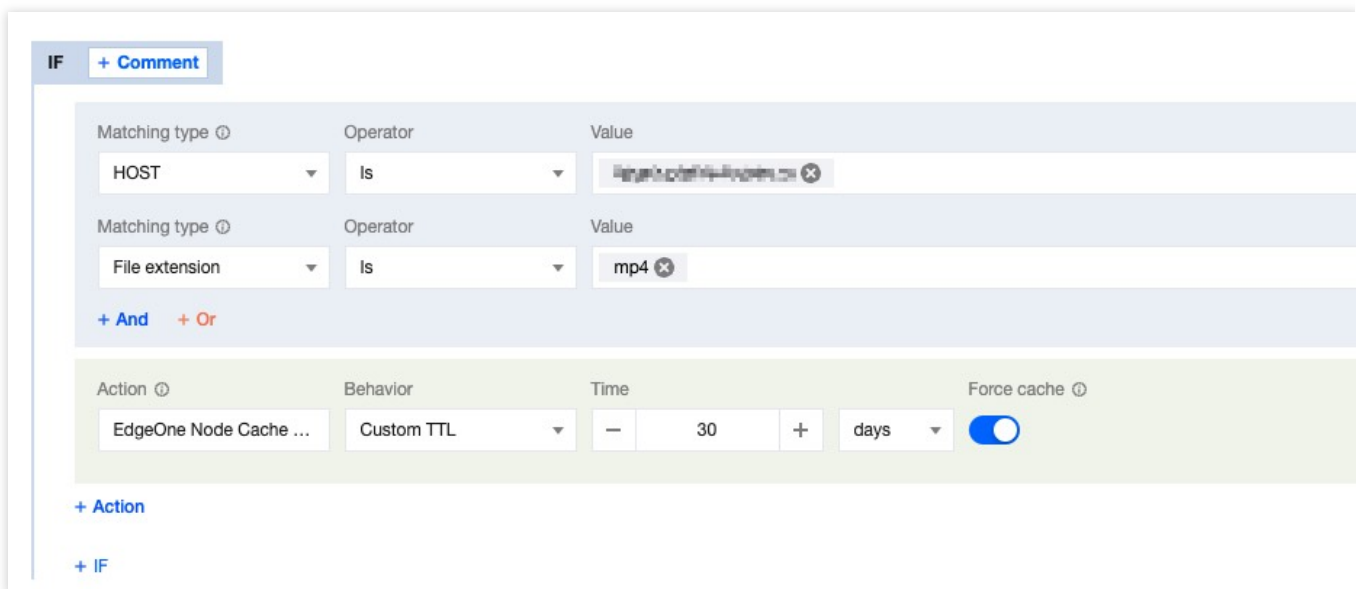 IF + Comment
Matching type Operator Value
HOST Is
Matching type Operator Value
File extension Is mp4
+ And + Or
Action Behavior Time Force cache
EdgeOne Node Cache ... Custom TTL − 30 + days
+ Action
+ IF